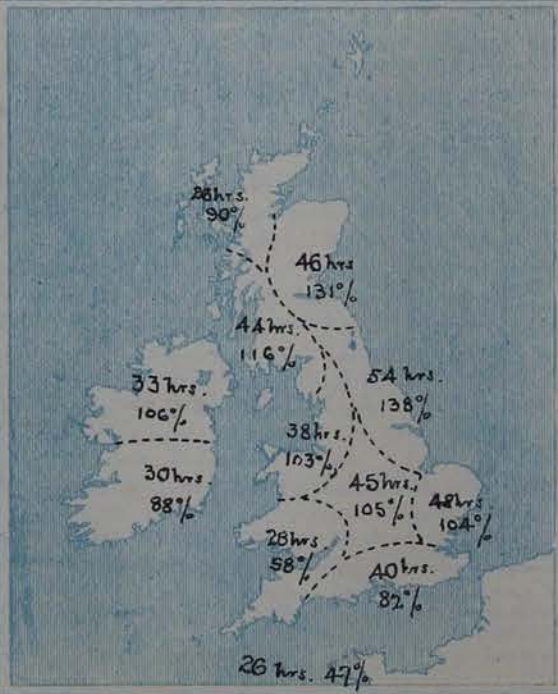 90%
46 hrs
131%
44 hrs.
116%
33 hrs.
106%
54 hrs.
138%
38 hrs.
103%
30 hrs.
88%
45 hrs.
105%
48 hrs.
104%
28 hrs.
58%
40 hrs.
82%
26 hrs. 47%